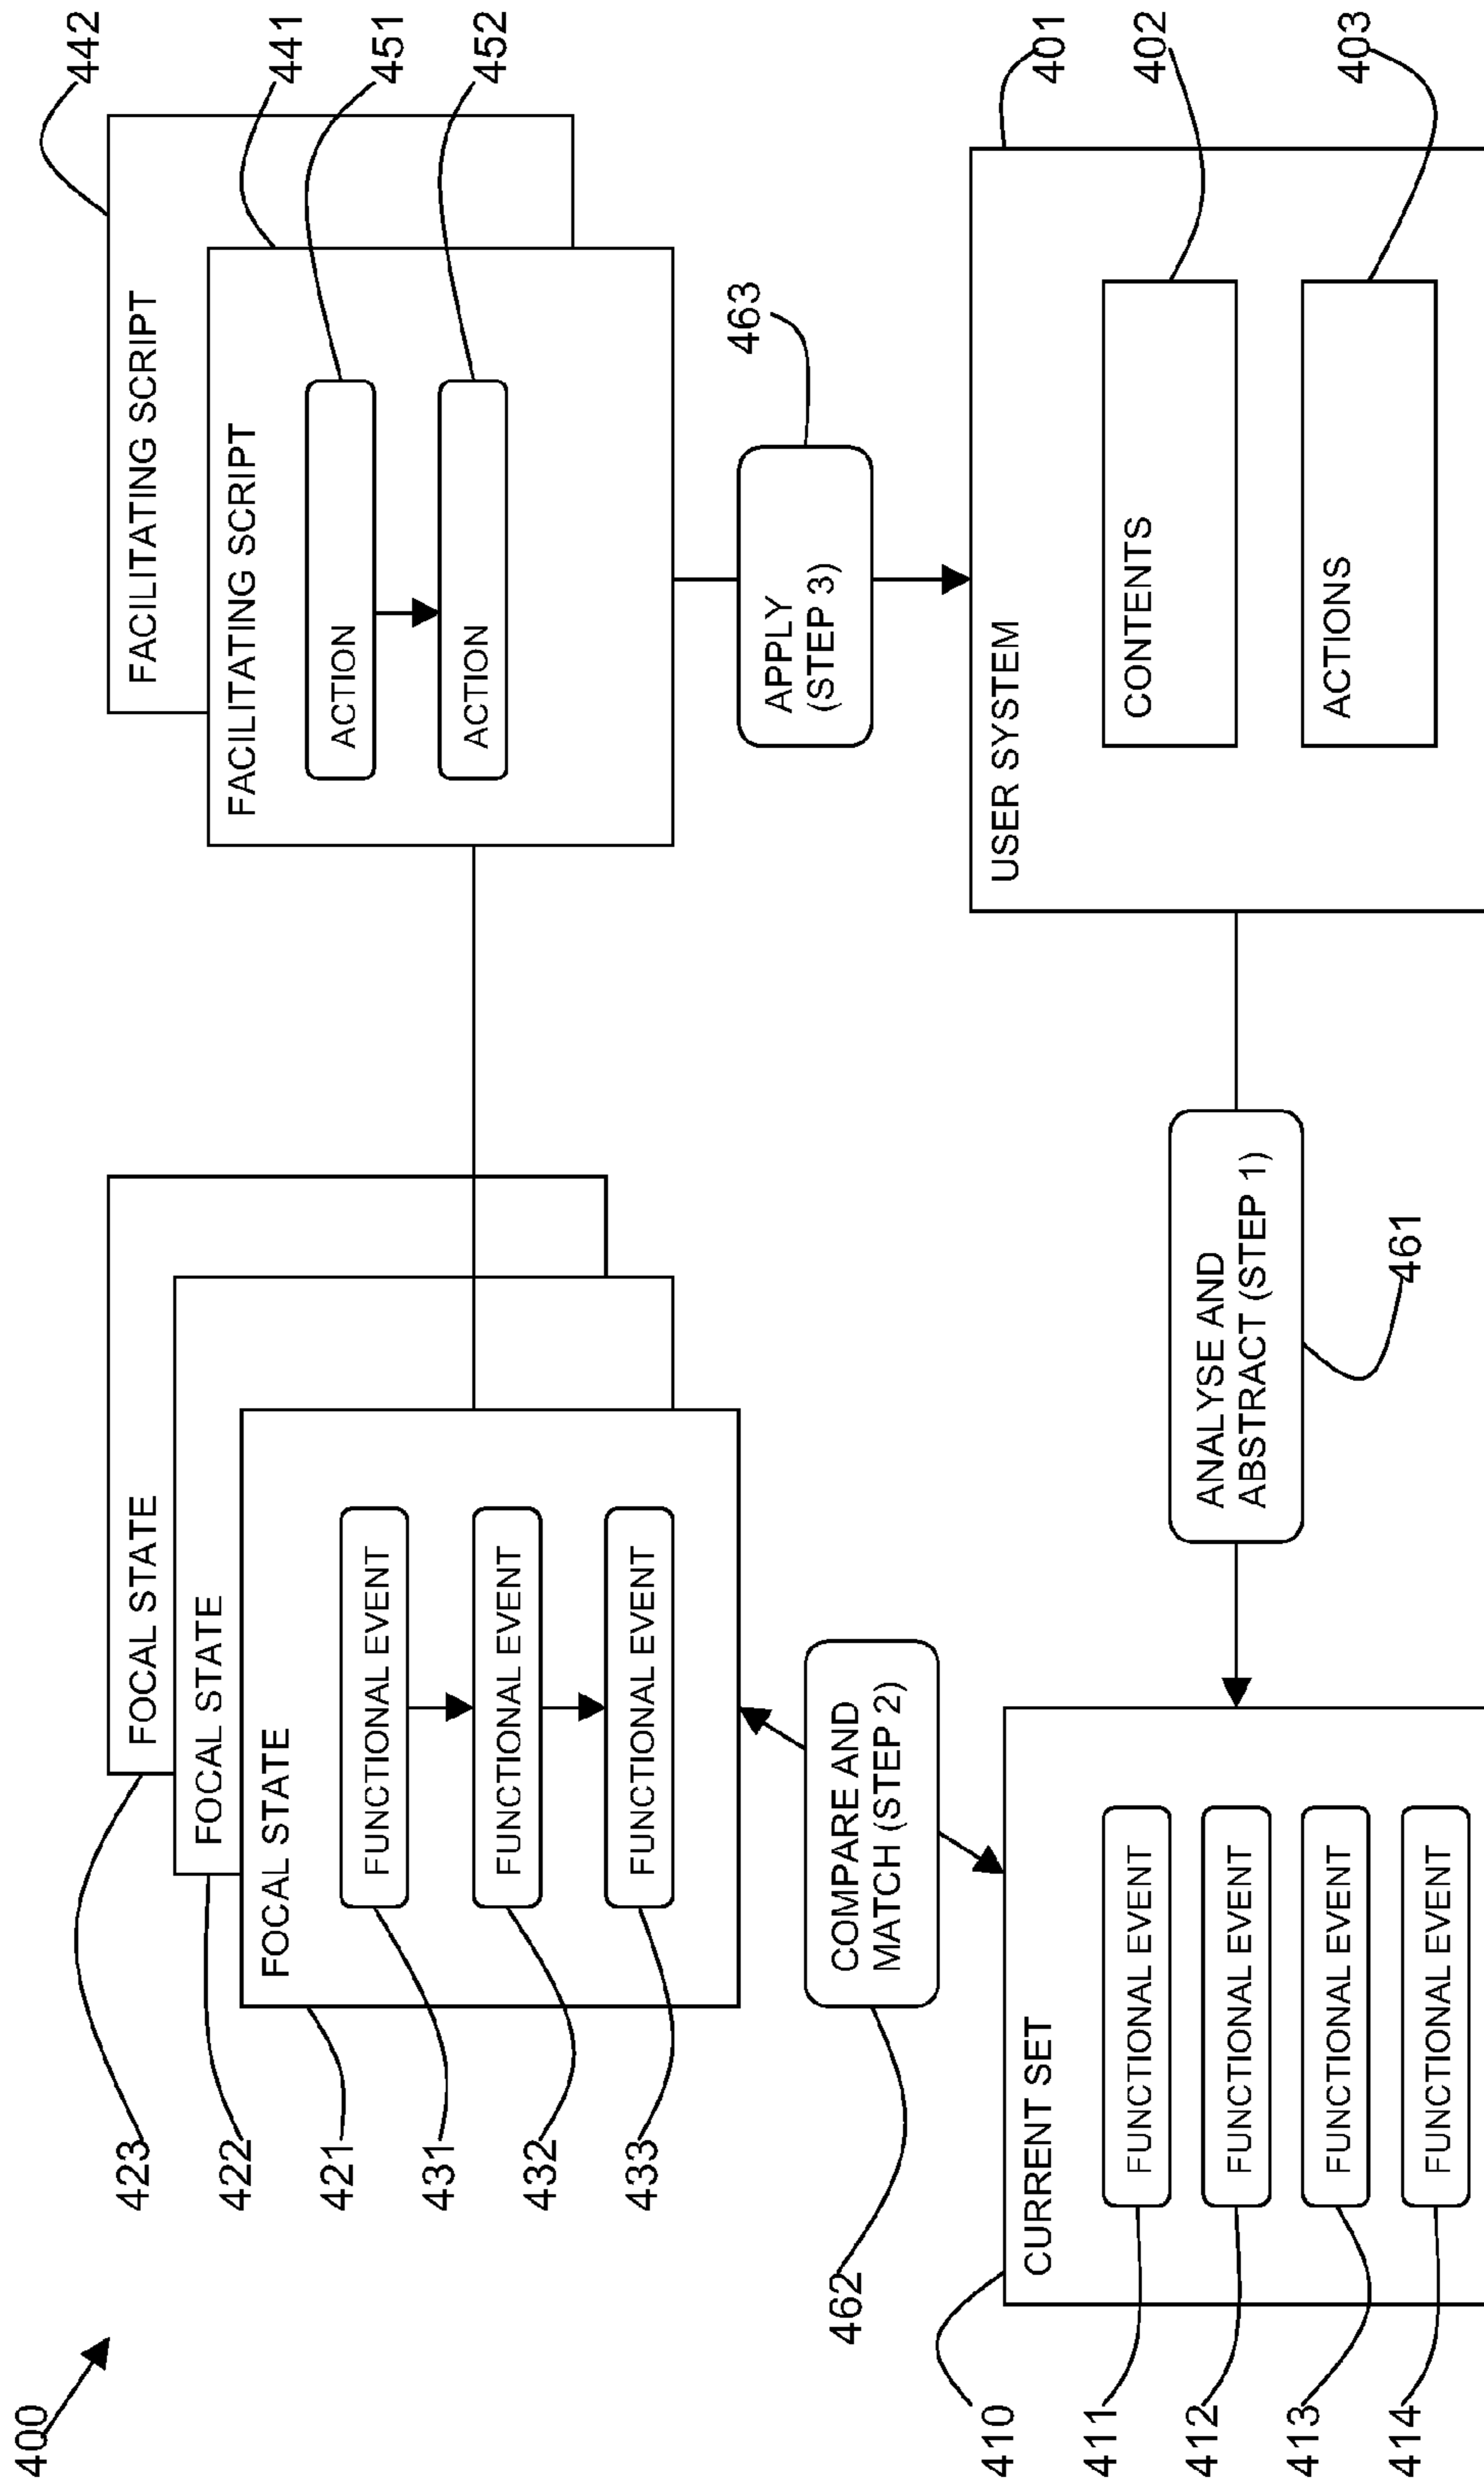 400
423
422
421
431
432
433
FOCAL STATE
FOCAL STATE
FOCAL STATE
FUNCTIONAL EVENT
FUNCTIONAL EVENT
FUNCTIONAL EVENT
442
441
451
452
FACILITATING SCRIPT
FACILITATING SCRIPT
ACTION
ACTION
462
COMPARE AND
MATCH (STEP 2)
463
APPLY
(STEP 3)
410
411
412
413
414
CURRENT SET
FUNCTIONAL EVENT
FUNCTIONAL EVENT
FUNCTIONAL EVENT
FUNCTIONAL EVENT
ANALYSE AND
ABSTRACT (STEP 1)
461
USER SYSTEM
CONTENTS
ACTIONS
401
402
403